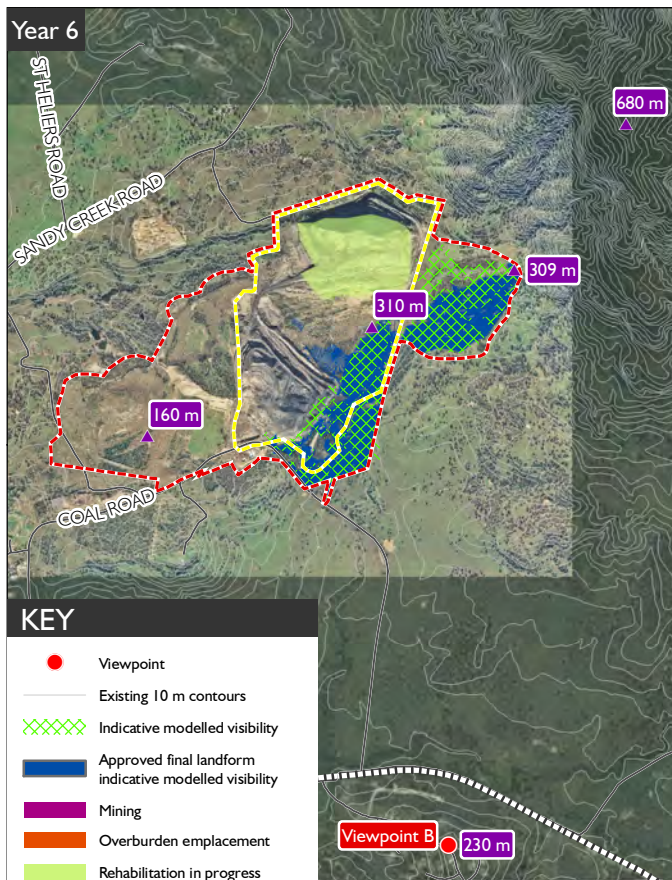 Year 6
ST HELIERS ROAD
SANDY CREEK ROAD
680 m
309 m
310 m
160 m
COAL ROAD
KEY
Viewpoint
Existing 10 m contours
Indicative modelled visibility
Approved final landform
indicative modelled visibility
Mining
Overburden emplacement
Rehabilitation in progress
Viewpoint B
230 m